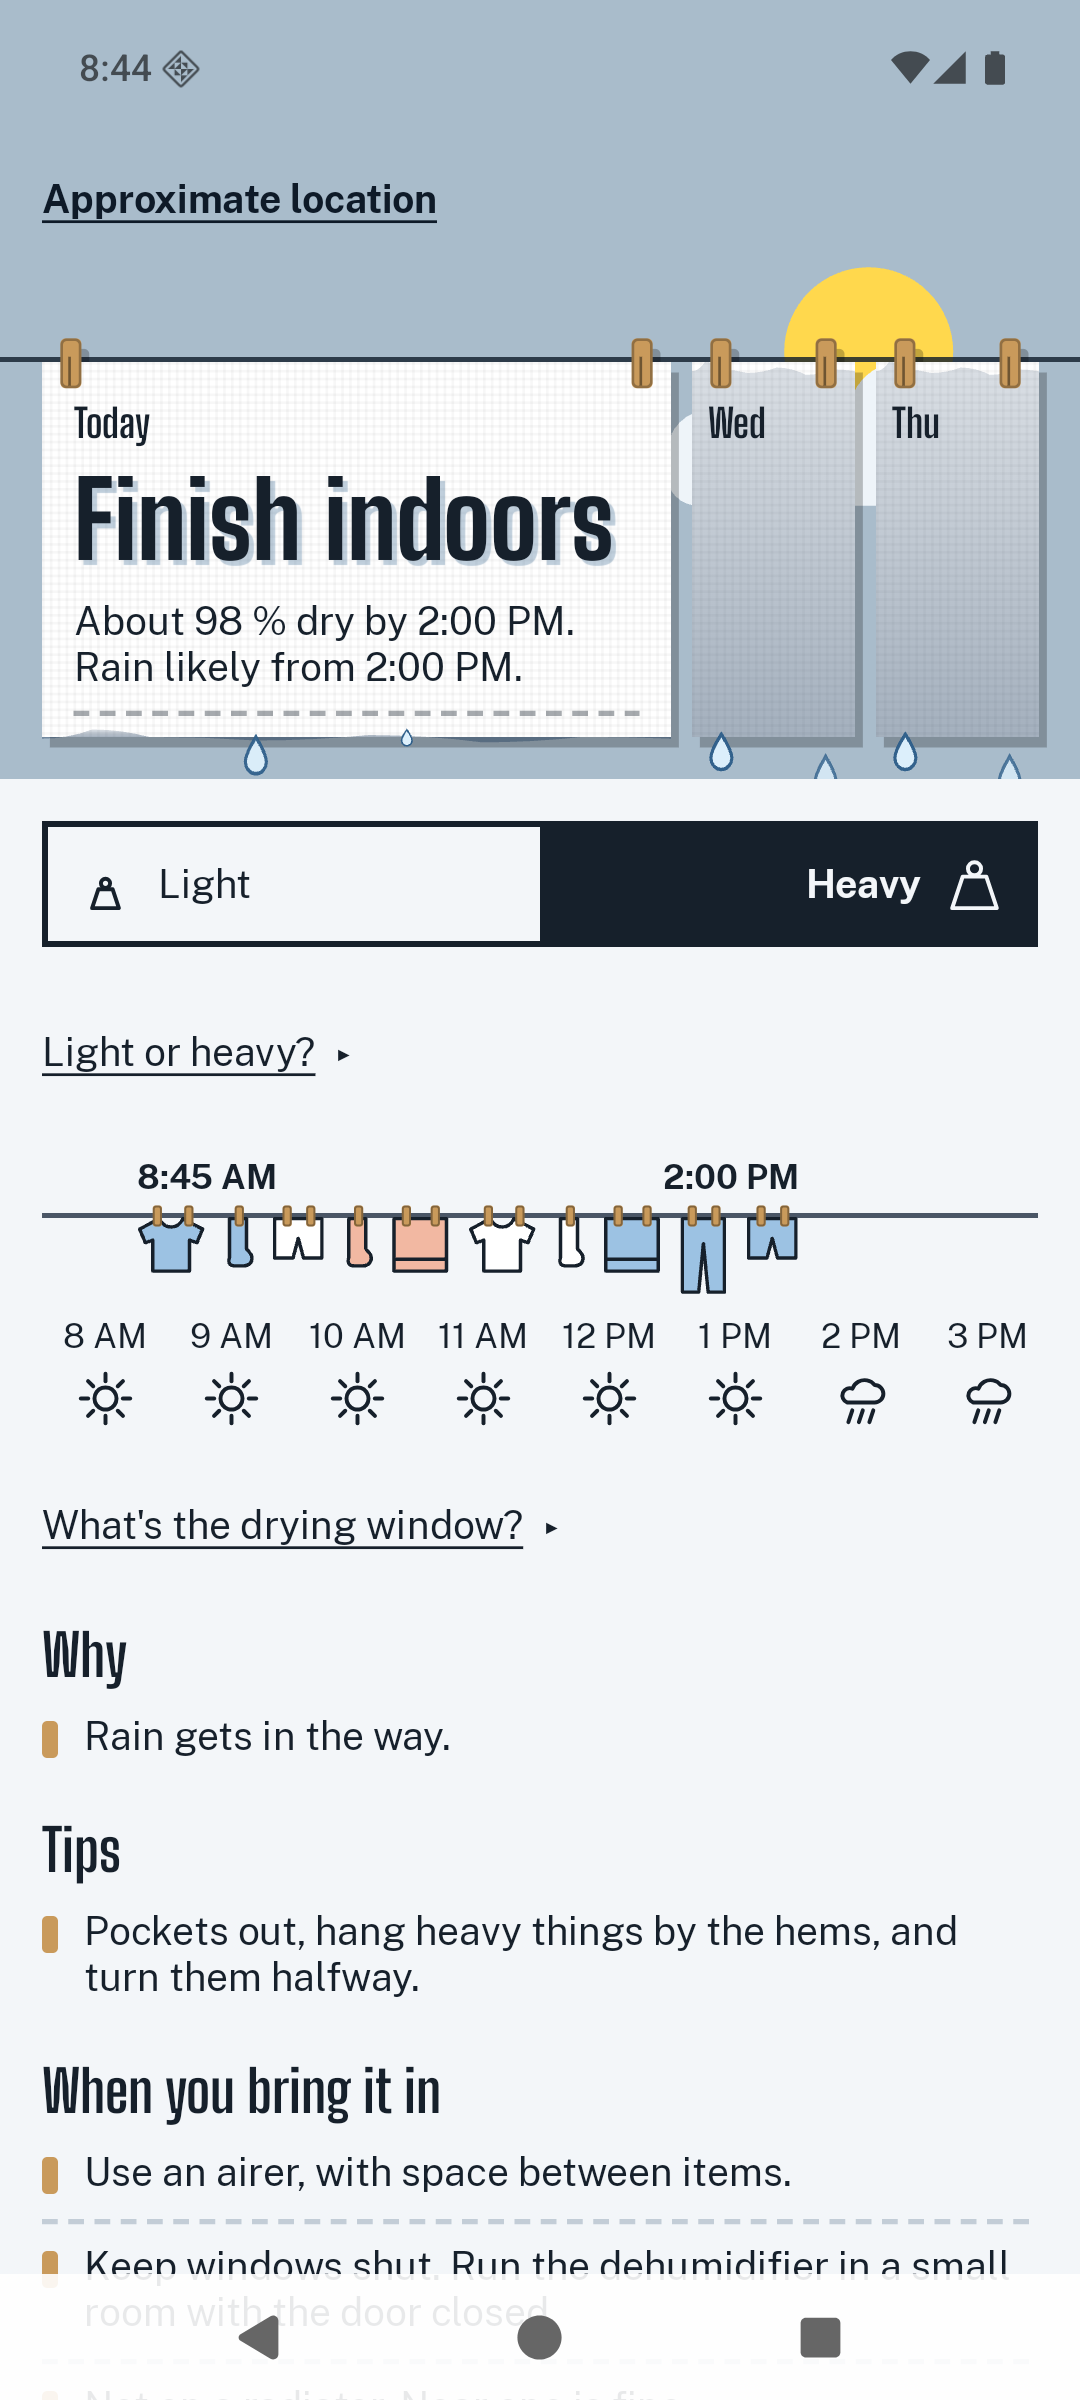 8:44
Approximate location
Today
Finish indoors
About 98 % dry by 2:00 PM.
Rain likely from 2:00 PM.
Wed
Thu
Light
Heavy
Light or heavy?
8:45 AM 2:00 PM
8 AM 9 AM 10 AM 11 AM 12 PM 1 PM 2 PM 3 PM
What's the drying window?
Why
Rain gets in the way.
Tips
Pockets out, hang heavy things by the hems, and
turn them halfway.
When you bring it in
Use an airer, with space between items.
Keep windows shut. Run the dehumidifier in a small
room with the door closed